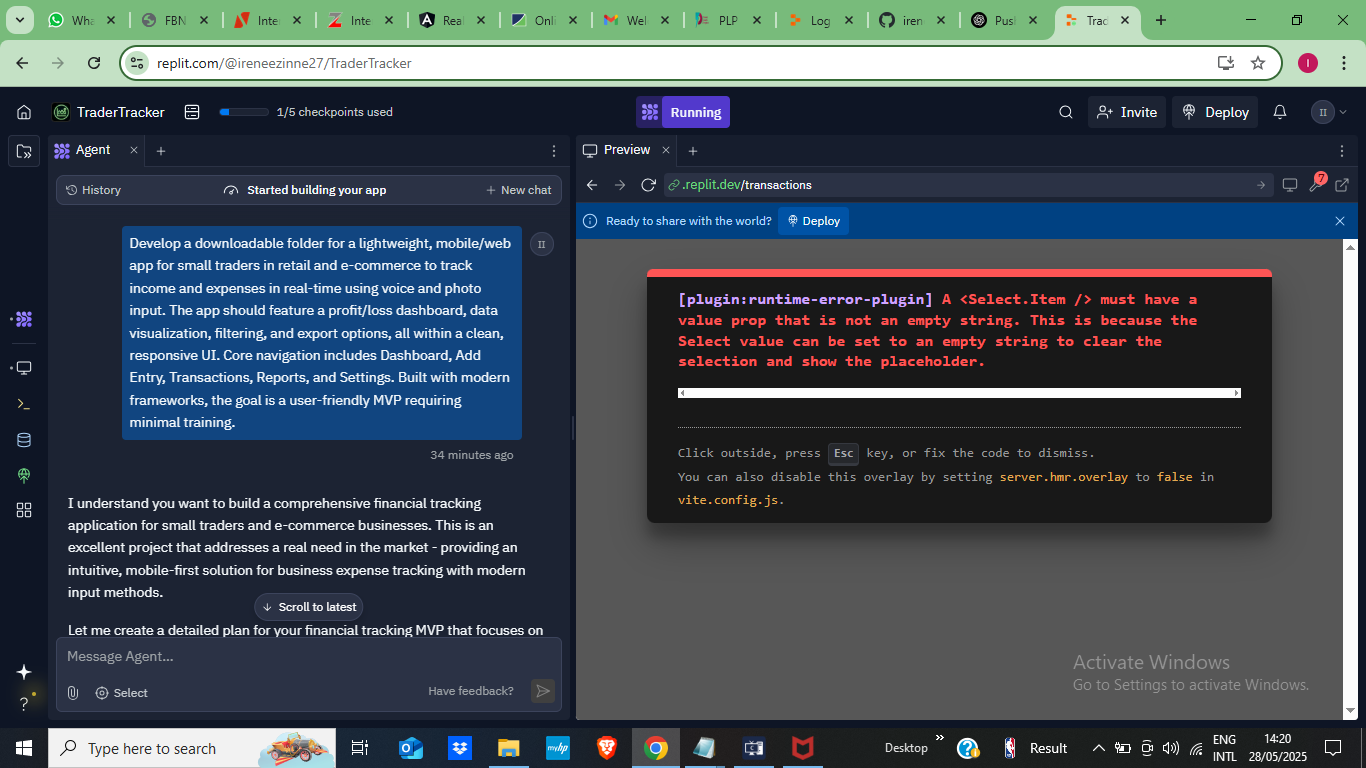 Wha
FBN
Inte
Inte
Rea
Onli
Wel
PLP
Log
iren
Pus
Trad
replit.com/@ireneezinne27/TraderTracker
I
TraderTracker
1/5 checkpoints used
Running
Invite
Deploy
II
Agent
Preview
History
Started building your app
New chat
.replit.dev/transactions
7
Ready to share with the world?
Deploy
Develop a downloadable folder for a lightweight, mobile/web
app for small traders in retail and e-commerce to track
income and expenses in real-time using voice and photo
input. The app should feature a profit/loss dashboard, data
visualization, filtering, and export options, all within a clean,
responsive UI. Core navigation includes Dashboard, Add
Entry, Transactions, Reports, and Settings. Built with modern
frameworks, the goal is a user-friendly MVP requiring
minimal training.
II
34 minutes ago
I understand you want to build a comprehensive financial tracking
application for small traders and e-commerce businesses. This is an
excellent project that addresses a real need in the market - providing an
intuitive, mobile-first solution for business expense tracking with modern
input methods.
Scroll to latest
Let me create a detailed plan for your financial tracking MVP that focuses on
Message Agent...
Select
Have feedback?
[plugin:runtime-error-plugin] A <Select.Item /> must have a
value prop that is not an empty string. This is because the
Select value can be set to an empty string to clear the
selection and show the placeholder.
Click outside, press Esc key, or fix the code to dismiss.
You can also disable this overlay by setting server.hmr.overlay to false in
vite.config.js.
Activate Windows
Go to Settings to activate Windows.
Type here to search
myhp
Desktop
Result
ENG
INTL
14:20
28/05/2025